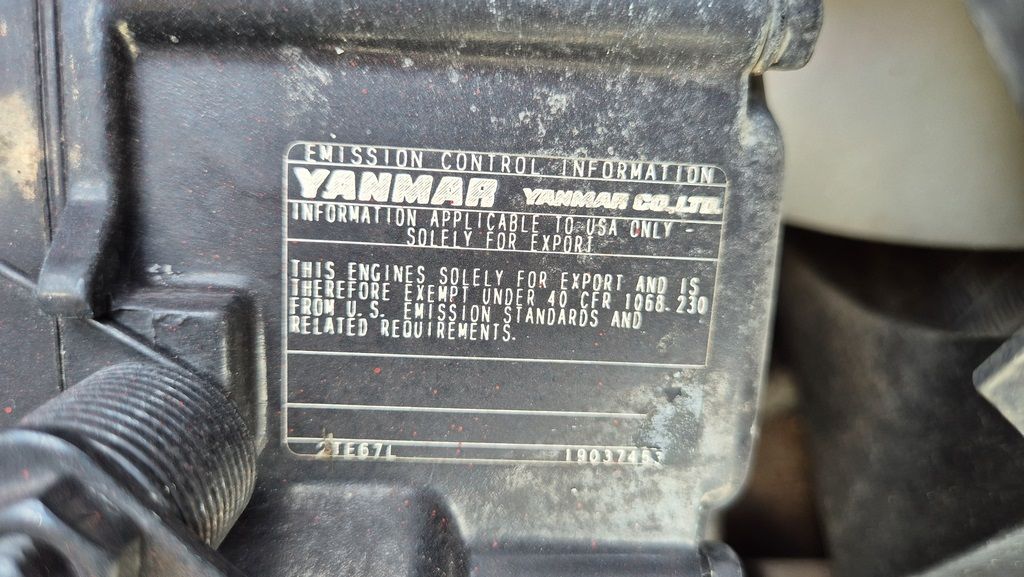 EMISSION CONTROL INFORMATION
YANMAR YANMAR CO.,LTD.
INFORMATION APPLICABLE TO USA ONLY -
SOLELY FOR EXPORT
THIS ENGINES SOLELY FOR EXPORT AND IS
THEREFORE EXEMPT UNDER 40 CFR 1068.230
FROM U.S. EMISSION STANDARDS AND
RELATED REQUIREMENTS.